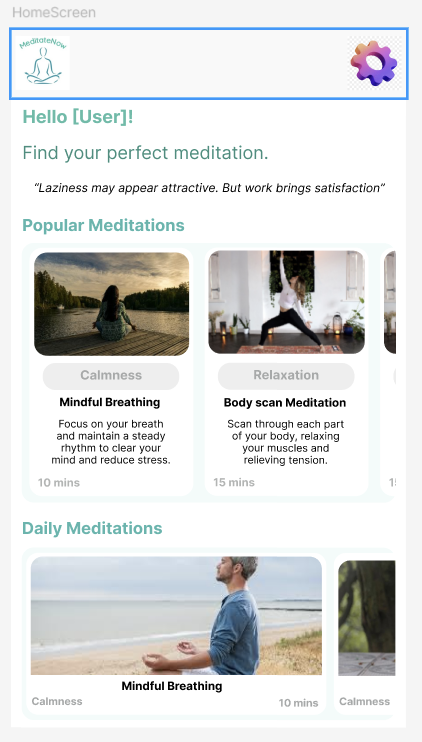 HomeScreen
MeditateNow
Hello [User]!
Find your perfect meditation.
“Laziness may appear attractive. But work brings satisfaction”
Popular Meditations
Calmness
Mindful Breathing
Focus on your breath
and maintain a steady
rhythm to clear your
mind and reduce stress.
10 mins
Relaxation
Body scan Meditation
Scan through each part
of your body, relaxing
your muscles and
relieving tension.
15 mins
Daily Meditations
Mindful Breathing
Calmness
10 mins
Calmness